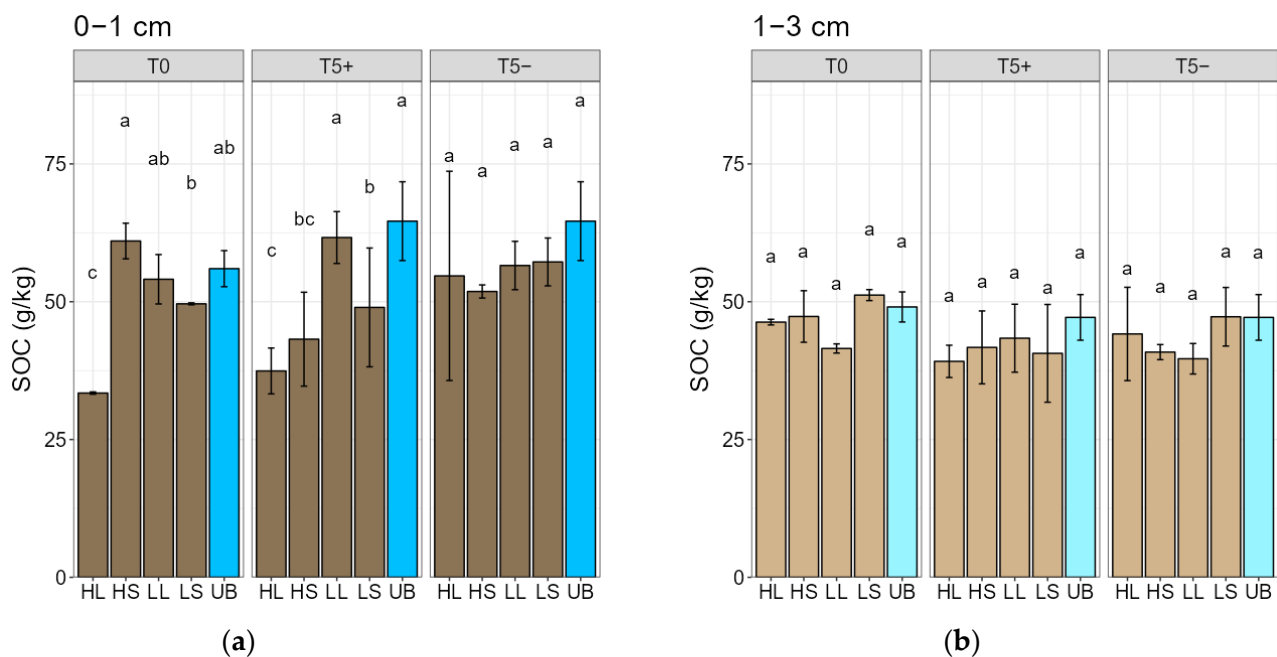 0−1 cm
T0 T5+ T5−
SOC (g/kg)
75
50
25
0
c a ab b ab
c bc a b a
a a a a a
HL HS LL LS UB HL HS LL LS UB HL HS LL LS UB
(a)
1−3 cm
T0 T5+ T5−
SOC (g/kg)
75
50
25
0
a a a a a
a a a a a
a a a a a
HL HS LL LS UB HL HS LL LS UB HL HS LL LS UB
(b)